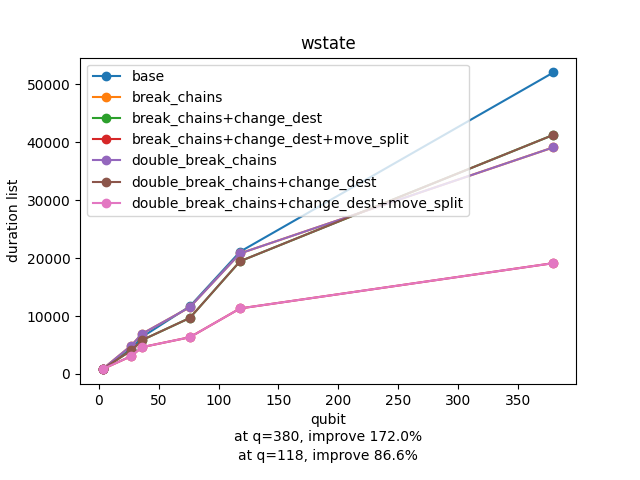 wstate
base
break_chains
break_chains+change_dest
break_chains+change_dest+move_split
double_break_chains
double_break_chains+change_dest
double_break_chains+change_dest+move_split
duration list
50000
40000
30000
20000
10000
0
0 50 100 150 200 250 300 350
qubit
at q=380, improve 172.0%
at q=118, improve 86.6%